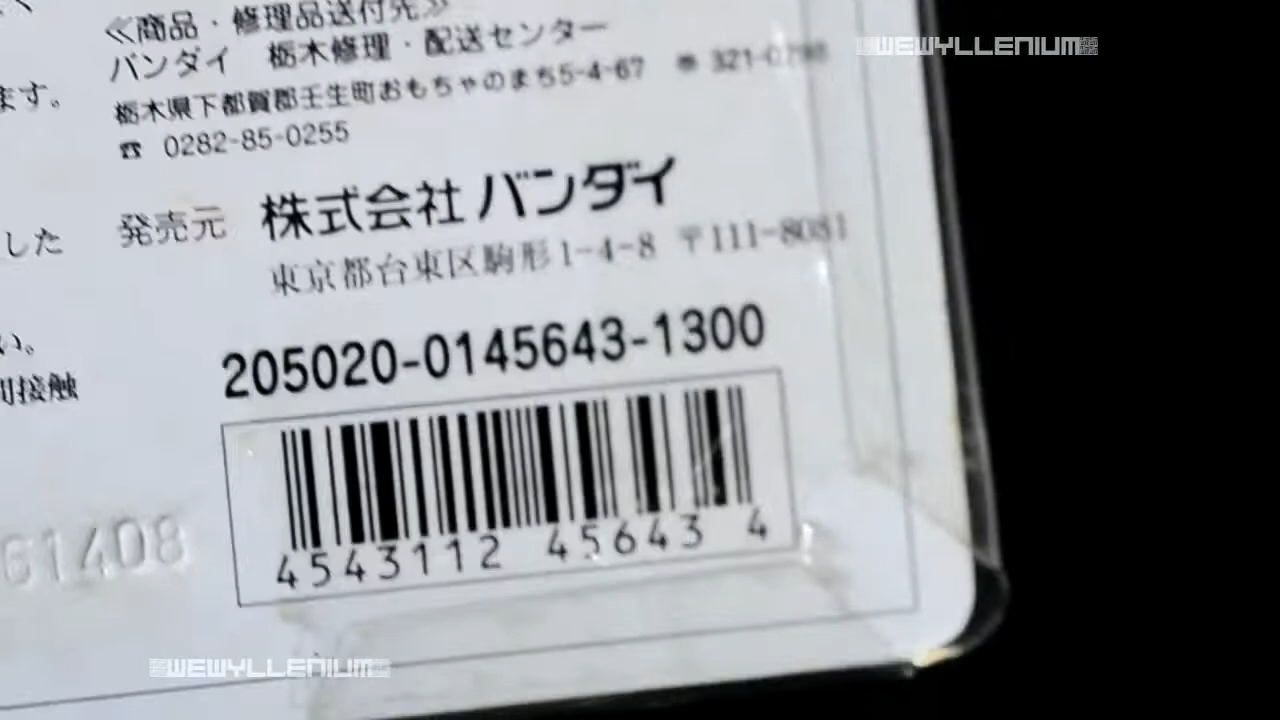 ≪商品・修理品送付先≫
バンダイ 栃木修理・配送センター
ます。
栃木県下都賀郡壬生町おもちゃのまち5-4-67
☎ 0282-85-0255
した
発売元 株式会社 バンダイ
東京都台東区駒形1-4-8 〒111-8081
い。
接触
205020-0145643-1300
4543112 45643 4
61408
WEWYLLENIUM
WEWYLLENIUM